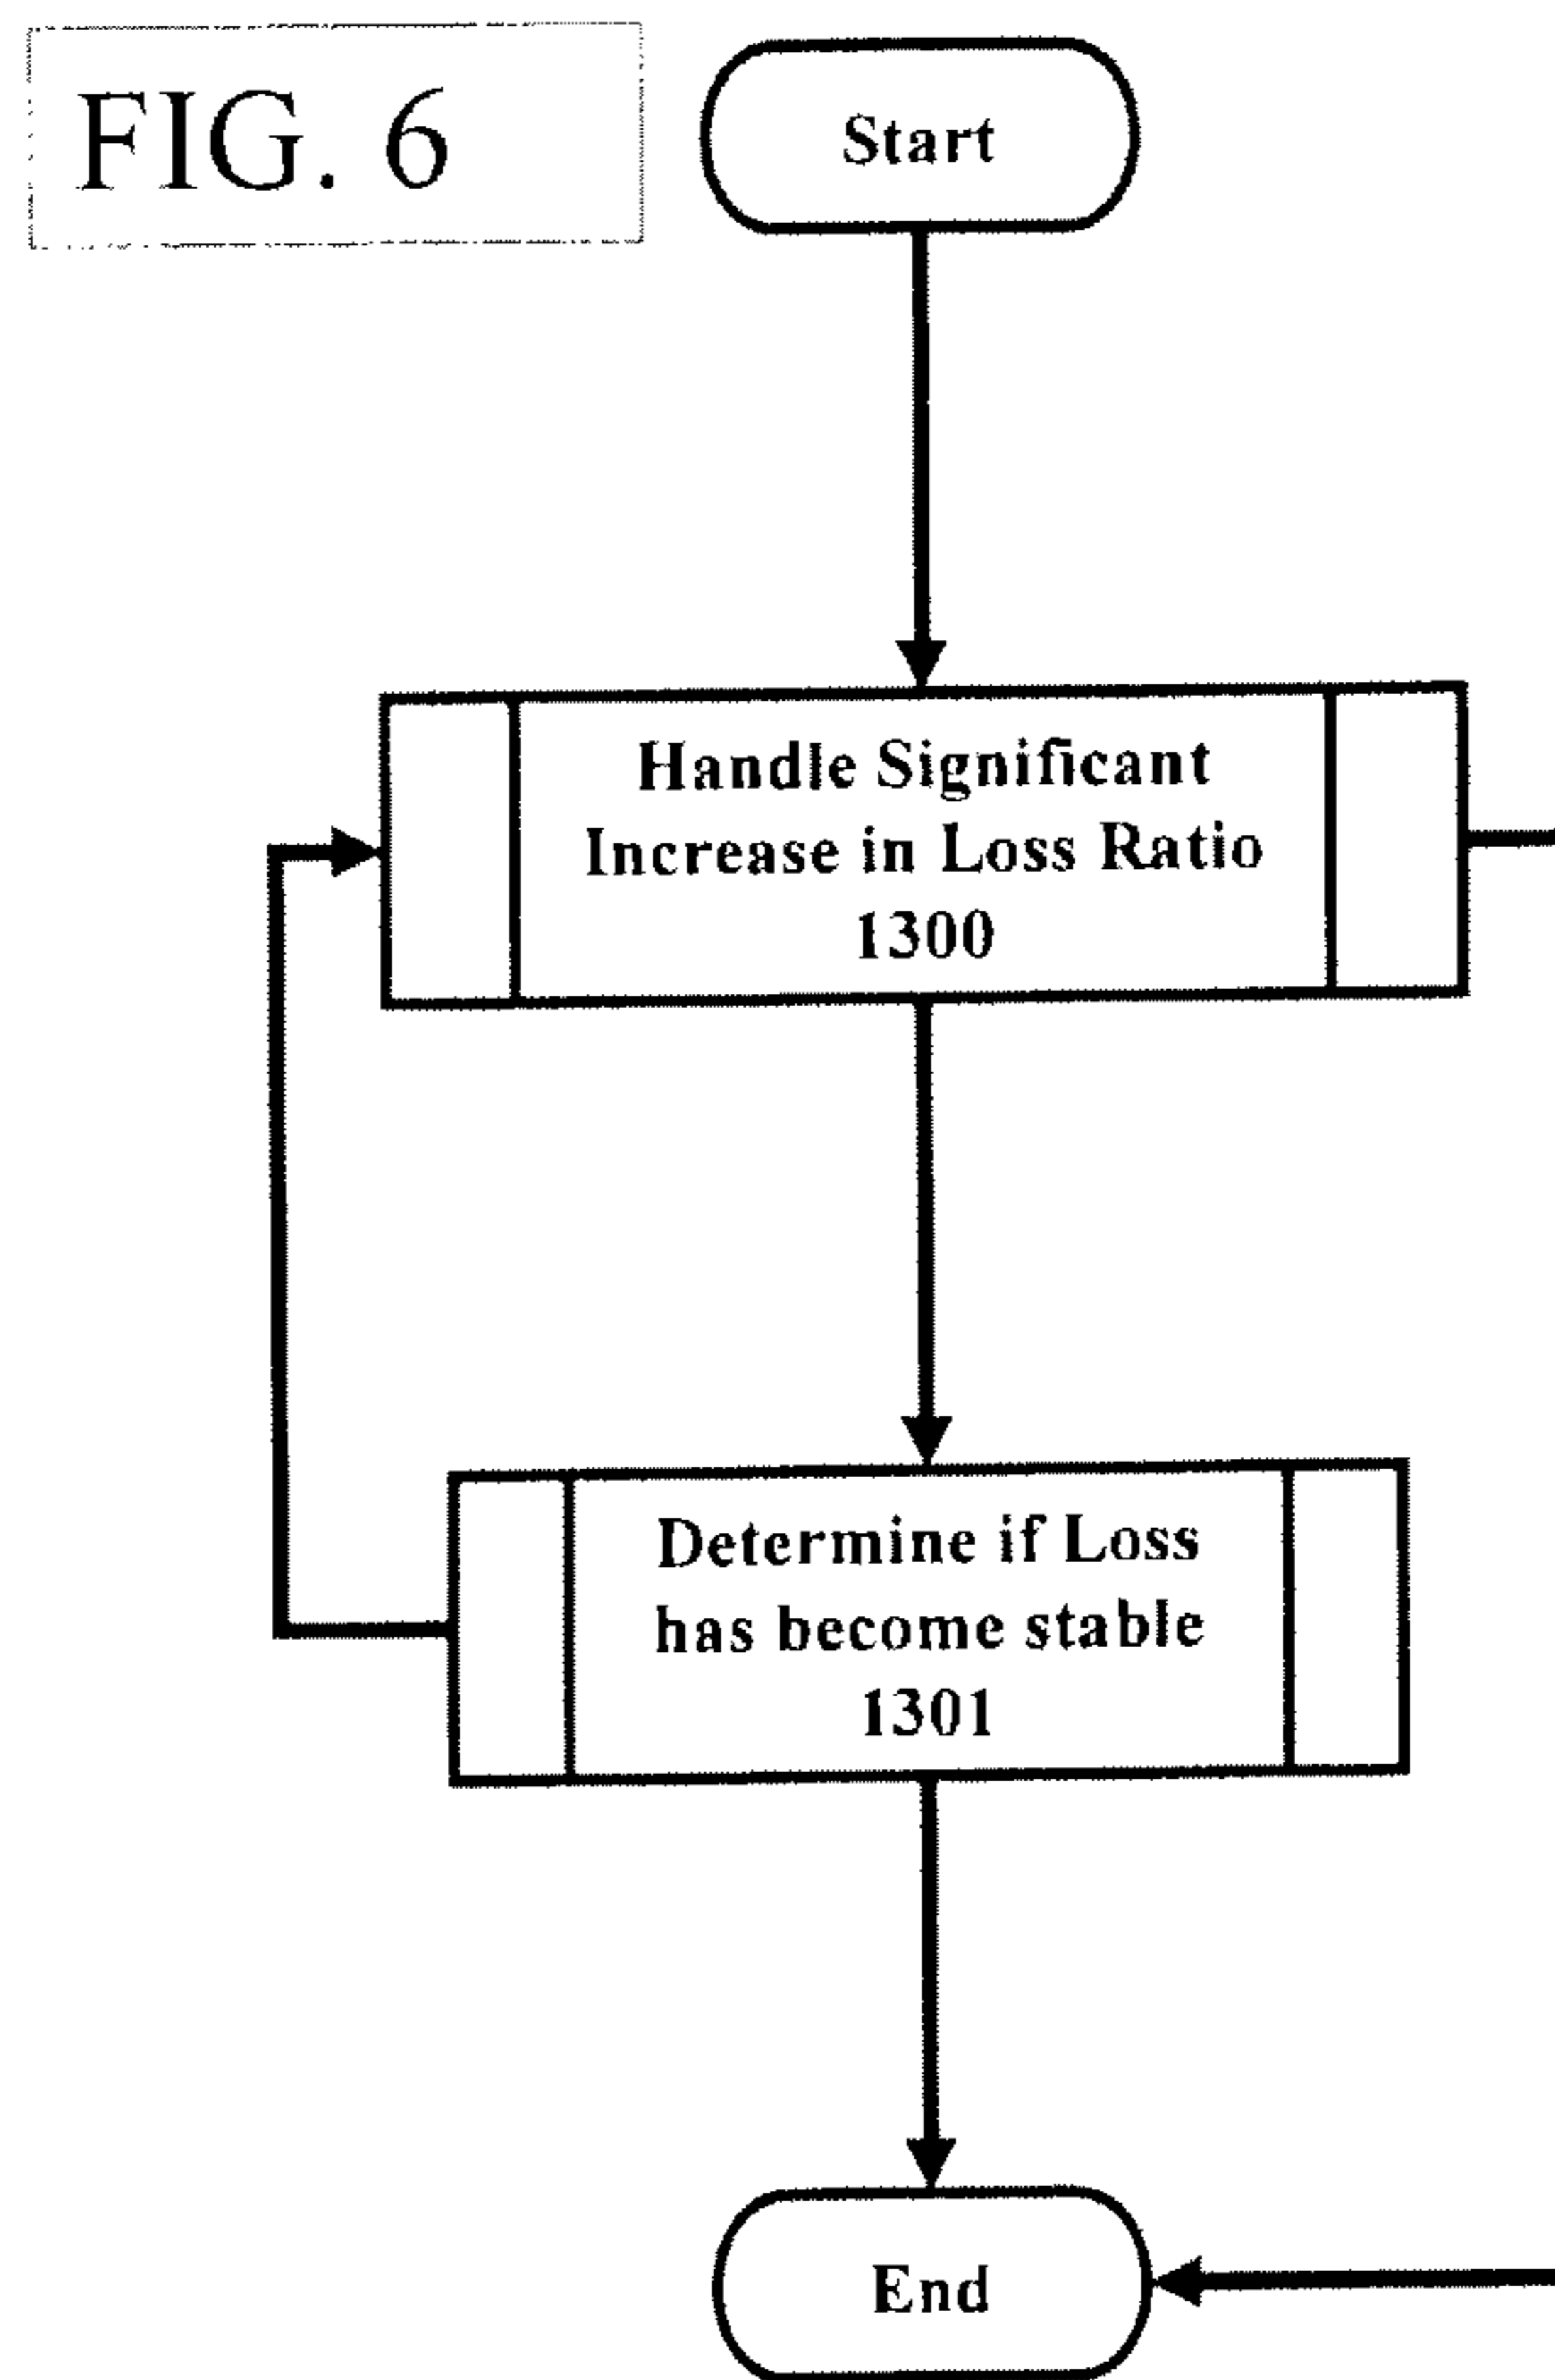 FIG. 6
Start
Handle Significant
Increase in Loss Ratio
1300
Determine if Loss
has become stable
1301
End